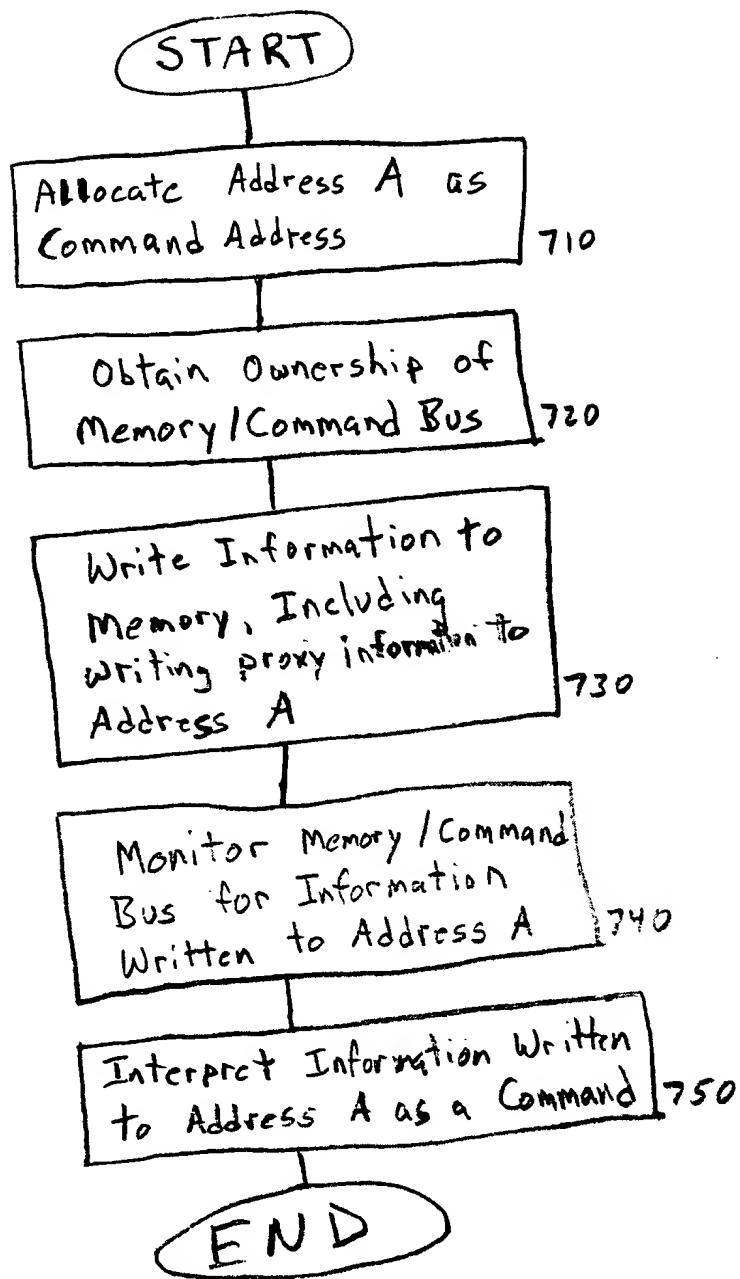 START
Allocate Address A as
Command Address
710
Obtain Ownership of
Memory/Command Bus
720
Write Information to
Memory, Including
writing proxy information to
Address A
730
Monitor Memory/Command
Bus for Information
Written to Address A
740
Interpret Information Written
to Address A as a Command
750
END